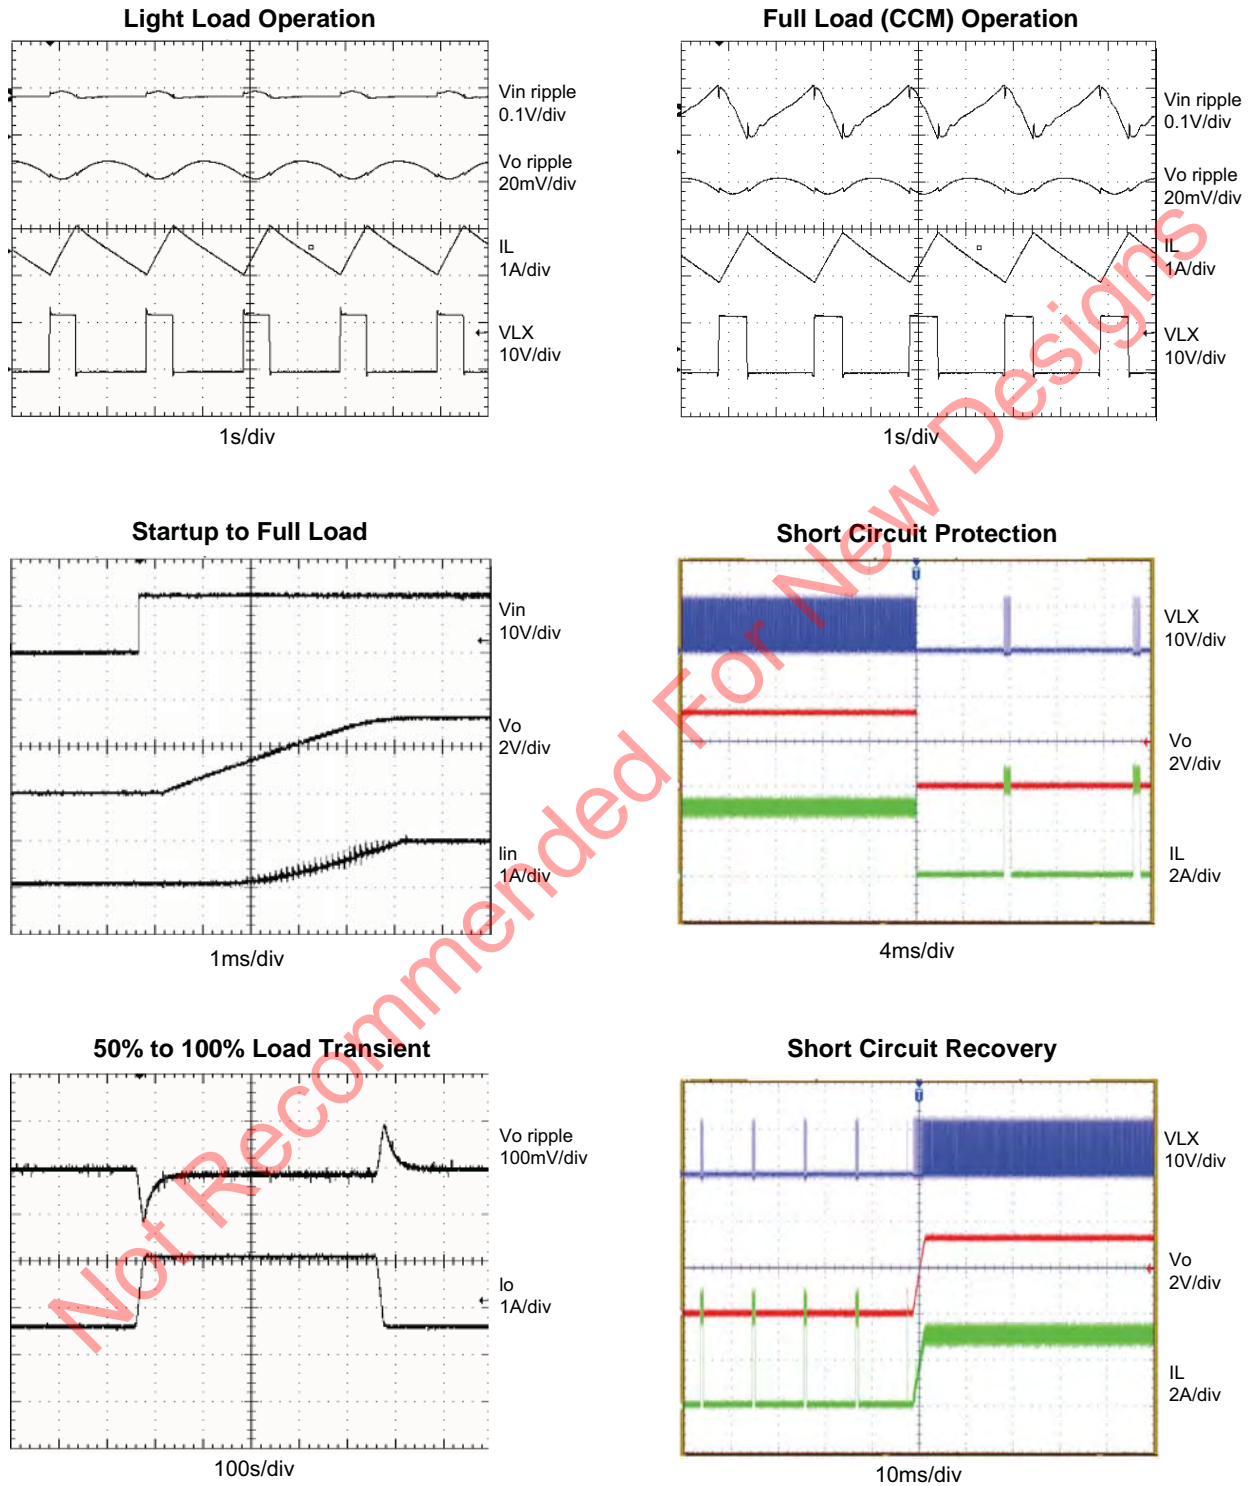 Light Load Operation
Vin ripple
0.1V/div
Vo ripple
20mV/div
IL
1A/div
VLX
10V/div
1s/div
Full Load (CCM) Operation
Vin ripple
0.1V/div
Vo ripple
20mV/div
IL
1A/div
VLX
10V/div
1s/div
Startup to Full Load
Vin
10V/div
Vo
2V/div
Iin
1A/div
1ms/div
Short Circuit Protection
VLX
10V/div
Vo
2V/div
IL
2A/div
4ms/div
50% to 100% Load Transient
Vo ripple
100mV/div
Io
1A/div
100s/div
Short Circuit Recovery
VLX
10V/div
Vo
2V/div
IL
2A/div
10ms/div
Not Recommended For New Designs